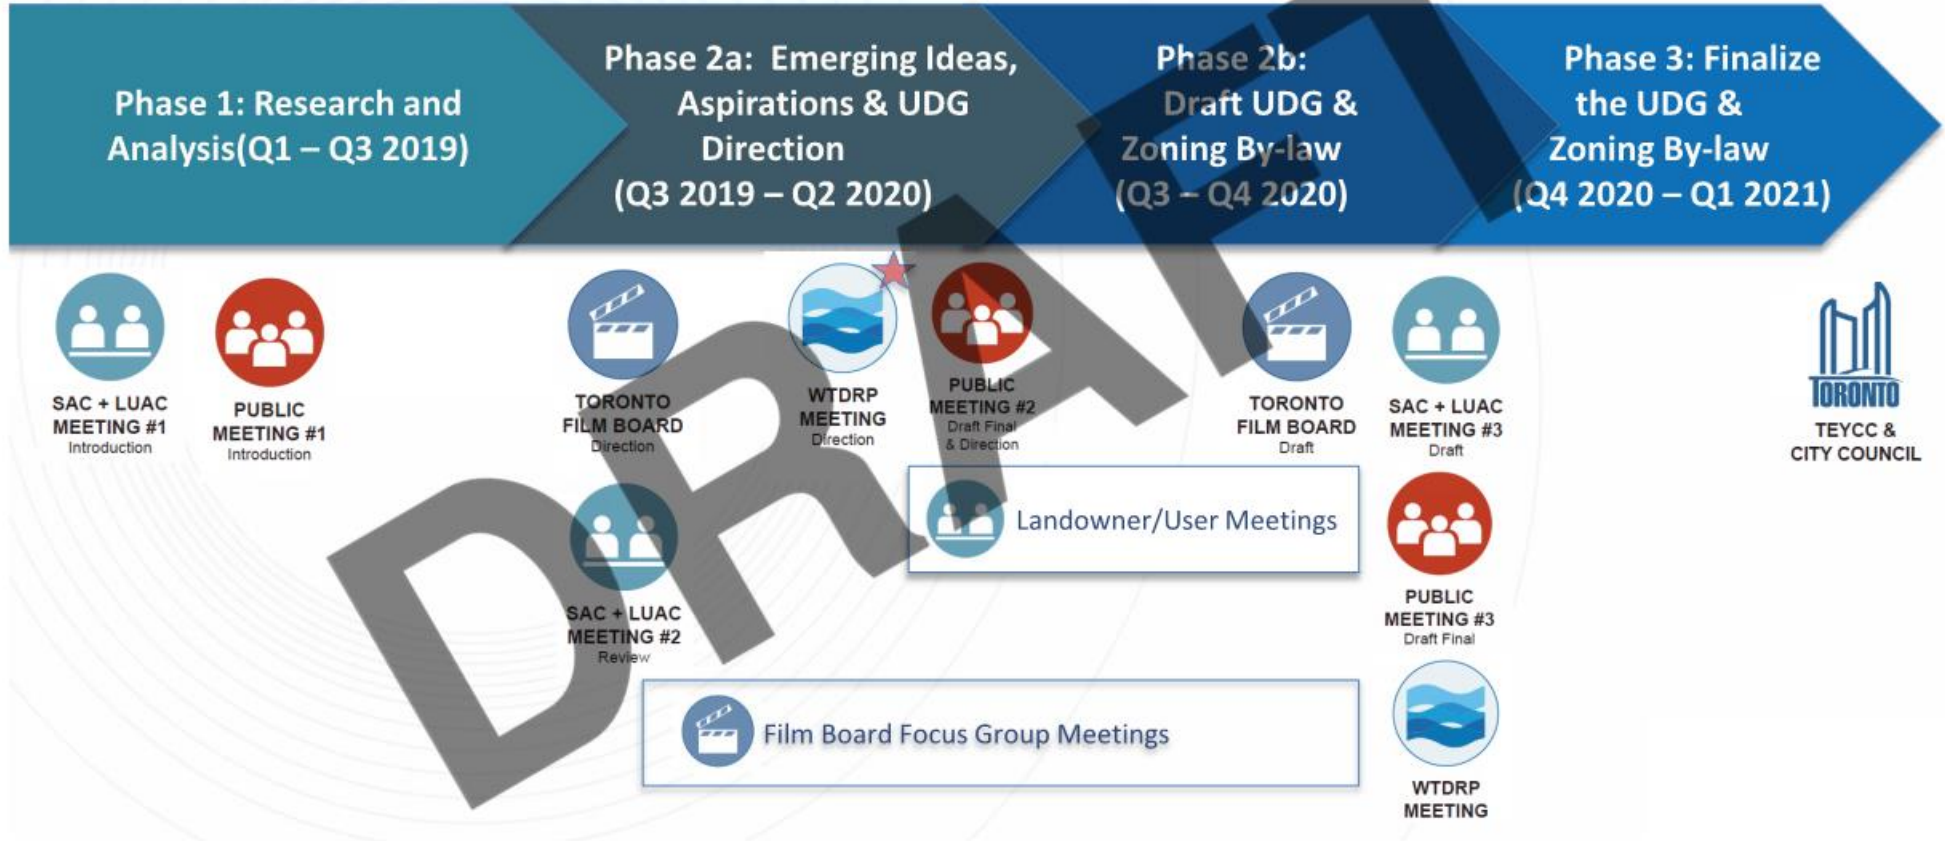 Phase 1: Research and
Analysis(Q1 – Q3 2019)
Phase 2a: Emerging Ideas,
Aspirations & UDG
Direction
(Q3 2019 – Q2 2020)
Phase 2b:
Draft UDG &
Zoning By-law
(Q3 – Q4 2020)
Phase 3: Finalize
the UDG &
Zoning By-law
(Q4 2020 – Q1 2021)
SAC + LUAC
MEETING #1
Introduction
PUBLIC
MEETING #1
Introduction
TORONTO
FILM BOARD
Direction
SAC + LUAC
MEETING #2
Review
WTDRP
MEETING
Direction
PUBLIC
MEETING #2
Draft Final
& Direction
Landowner/User Meetings
Film Board Focus Group Meetings
TORONTO
FILM BOARD
Draft
SAC + LUAC
MEETING #3
Draft
PUBLIC
MEETING #3
Draft Final
WTDRP
MEETING
TORONTO
TEYCC &
CITY COUNCIL
DRAFT